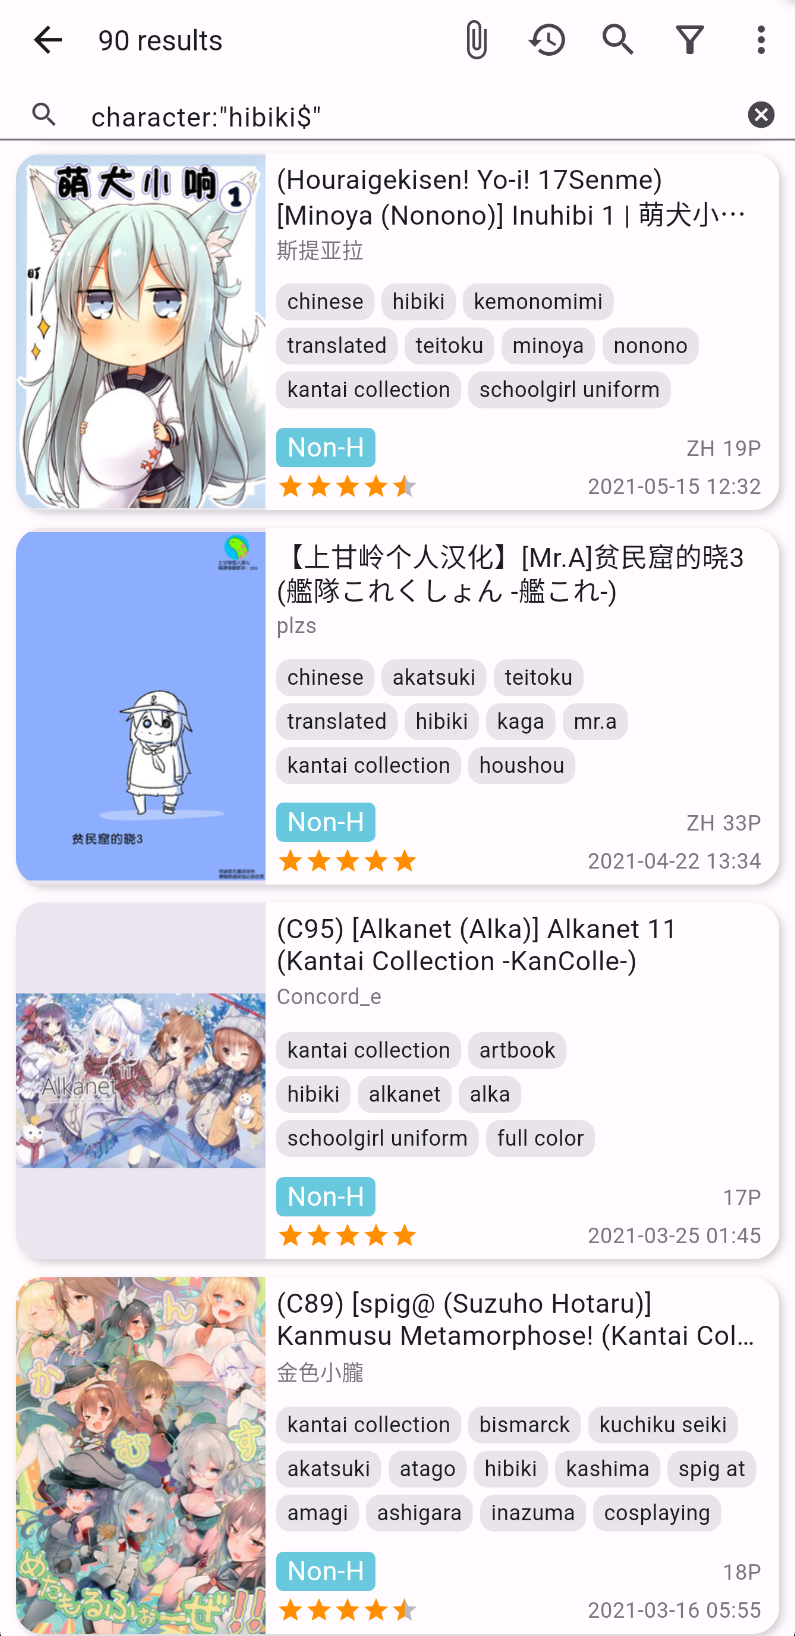 90 results
character:"hibiki$"
萌犬小响
1
盯
(Houraigekisen! Yo-i! 17Senme)
[Minoya (Nonono)] Inuhibi 1 | 萌犬小…
斯提亚拉
chinese hibiki kemonomimi
translated teitoku minoya nonono
kantai collection schoolgirl uniform
Non-H
ZH 19P
2021-05-15 12:32
贫民窟的晓3
【上甘岭个人汉化】[Mr.A]贫民窟的晓3
(艦隊これくしょん -艦これ-)
plzs
chinese akatsuki teitoku
translated hibiki kaga mr.a
kantai collection houshou
Non-H
ZH 33P
2021-04-22 13:34
Alkanet 11
(C95) [Alkanet (Alka)] Alkanet 11
(Kantai Collection -KanColle-)
Concord_e
kantai collection artbook
hibiki alkanet alka
schoolgirl uniform full color
Non-H
17P
2021-03-25 01:45
かんむす
めたもるふぉーぜ!!
(C89) [spig@ (Suzuho Hotaru)]
Kanmusu Metamorphose! (Kantai Col...
金色小朧
kantai collection bismarck kuchiku seiki
akatsuki atago hibiki kashima spig at
amagi ashigara inazuma cosplaying
Non-H
18P
2021-03-16 05:55